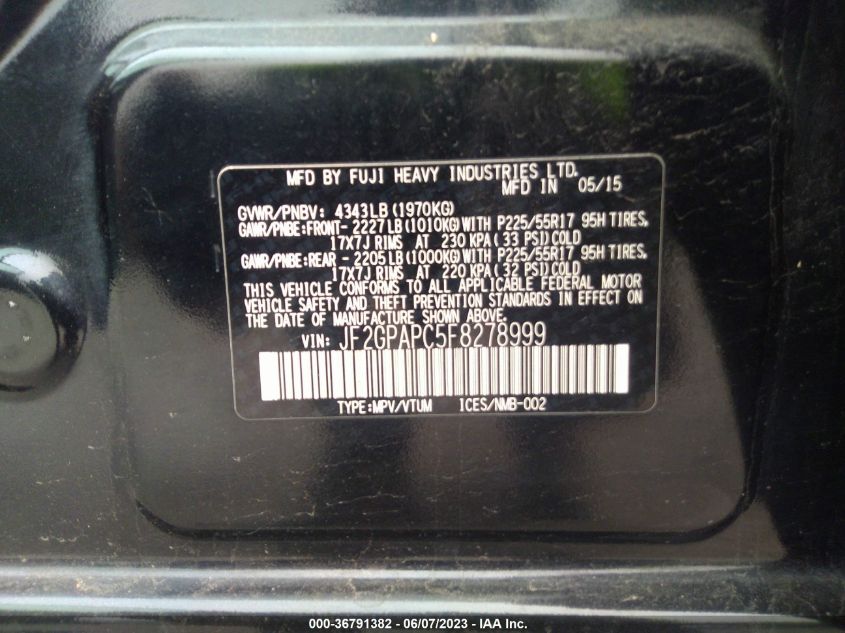 MFD BY FUJI HEAVY INDUSTRIES LTD.
MFD IN 05/15
GVWR/PNBV: 4343LB (1970KG)
GAWR/PNBE:FRONT- 2227LB (1010KG) WITH P225/55R17 95H TIRES.
17X7J RIMS AT 230 KPA ( 33 PSI) COLD
GAWR/PNBE:REAR - 2205LB (1000KG) WITH P225/55R17 95H TIRES.
17X7J RIMS AT 220 KPA ( 32 PSI) COLD
THIS VEHICLE CONFORMS TO ALL APPLICABLE FEDERAL MOTOR
VEHICLE SAFETY AND THEFT PREVENTION STANDARDS IN EFFECT ON
THE DATE OF MANUFACTURE SHOWN ABOVE.
VIN: JF2GPAPC5F8278999
TYPE:MPV/VTUM ICES/NMB-002
000-36791382 - 06/07/2023 - IAA Inc.